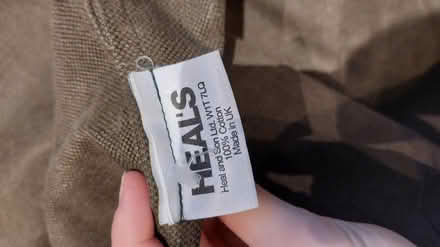 HEAL'S
Heal and Son Ltd. W1T 7LQ
100% Cotton
Made in UK